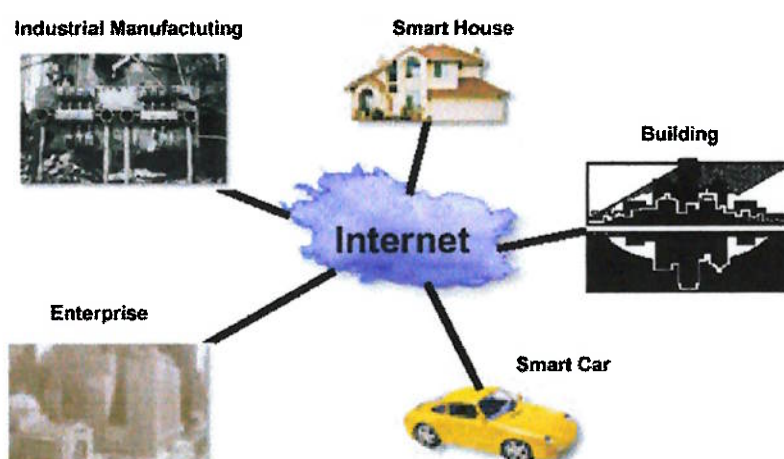 Industrial Manufactuting
Smart House
Building
Internet
Enterprise
Smart Car